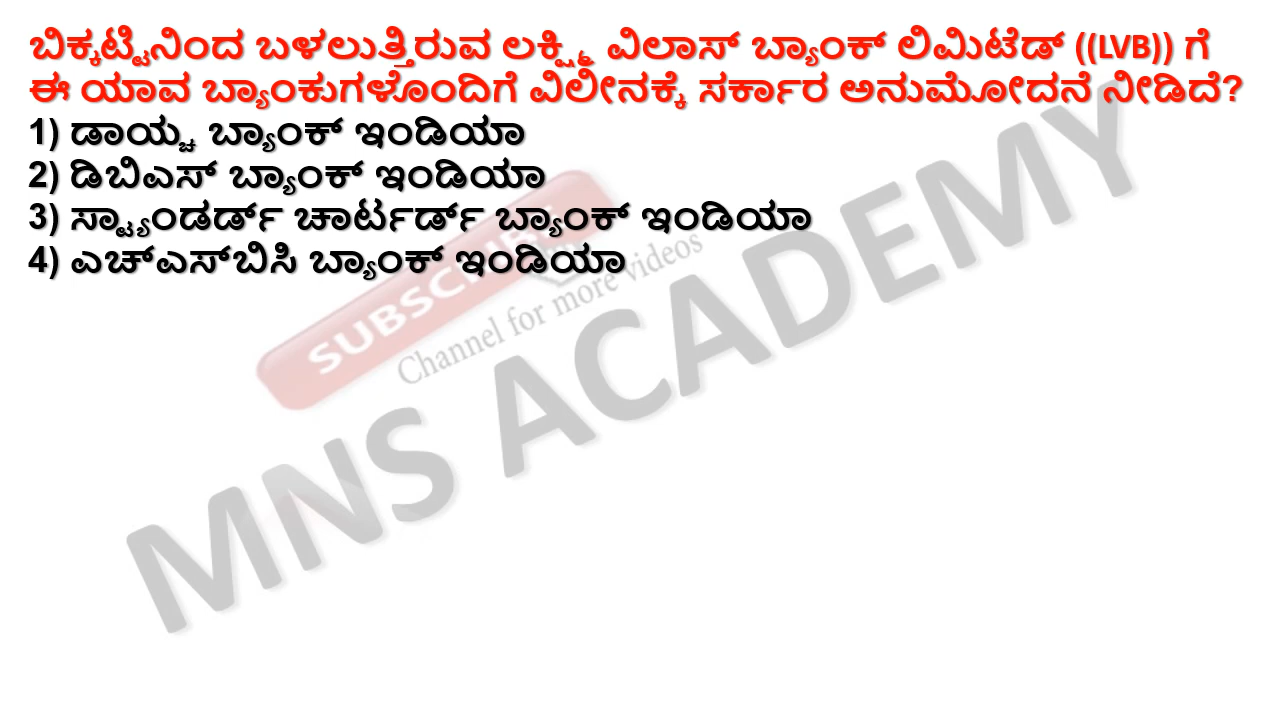 ಬಿಕ್ಕಟ್ಟಿನಿಂದ ಬಳಲುತ್ತಿರುವ ಲಕ್ಷ್ಮಿ ವಿಲಾಸ್ ಬ್ಯಾಂಕ್ ಲಿಮಿಟೆಡ್ ((LVB)) ಗೆ
ಈ ಯಾವ ಬ್ಯಾಂಕುಗಳೊಂದಿಗೆ ವಿಲೀನಕ್ಕೆ ಸರ್ಕಾರ ಅನುಮೋದನೆ ನೀಡಿದೆ?
1) ಡಾಯ್ಚ ಬ್ಯಾಂಕ್ ಇಂಡಿಯಾ
2) ಡಿಬಿಎಸ್ ಬ್ಯಾಂಕ್ ಇಂಡಿಯಾ
3) ಸ್ಟ್ಯಾಂಡರ್ಡ್ ಚಾರ್ಟರ್ಡ್ ಬ್ಯಾಂಕ್ ಇಂಡಿಯಾ
4) ಎಚ್‌ಎಸ್‌ಬಿಸಿ ಬ್ಯಾಂಕ್ ಇಂಡಿಯಾ
SUBSCRIBE
Channel for more videos
MNS ACADEMY